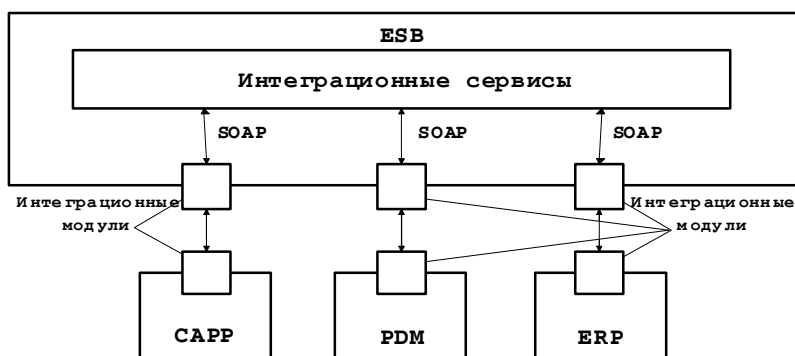 ESB
Интеграционные сервисы
SOAP
SOAP
SOAP
Интеграционные
модули
Интеграционные
модули
CAPP
PDM
ERP